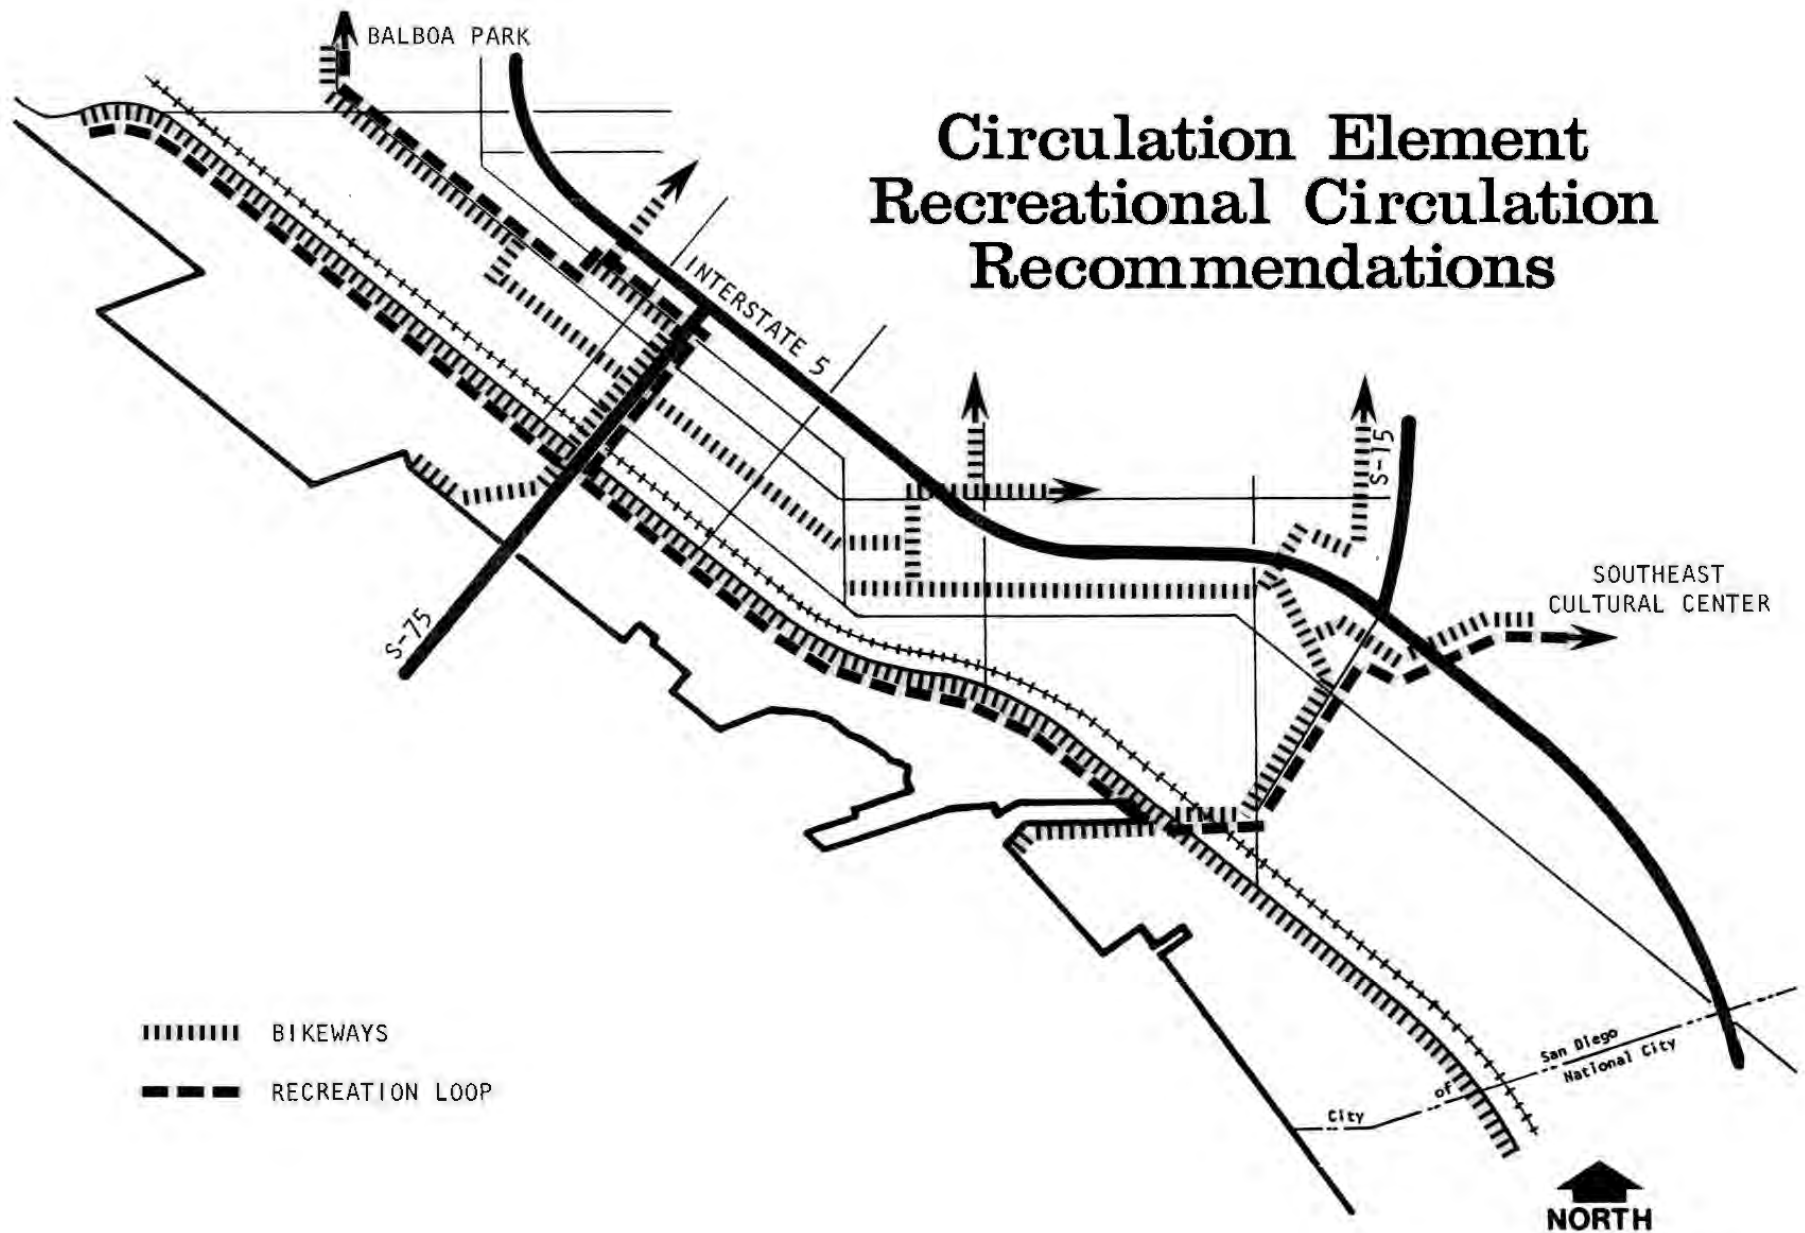 BALBOA PARK
Circulation Element
Recreational Circulation
Recommendations
INTERSTATE 5
S-15
SOUTHEAST
CULTURAL CENTER
S-75
BIKEWAYS
RECREATION LOOP
San Diego
National City
City of
NORTH